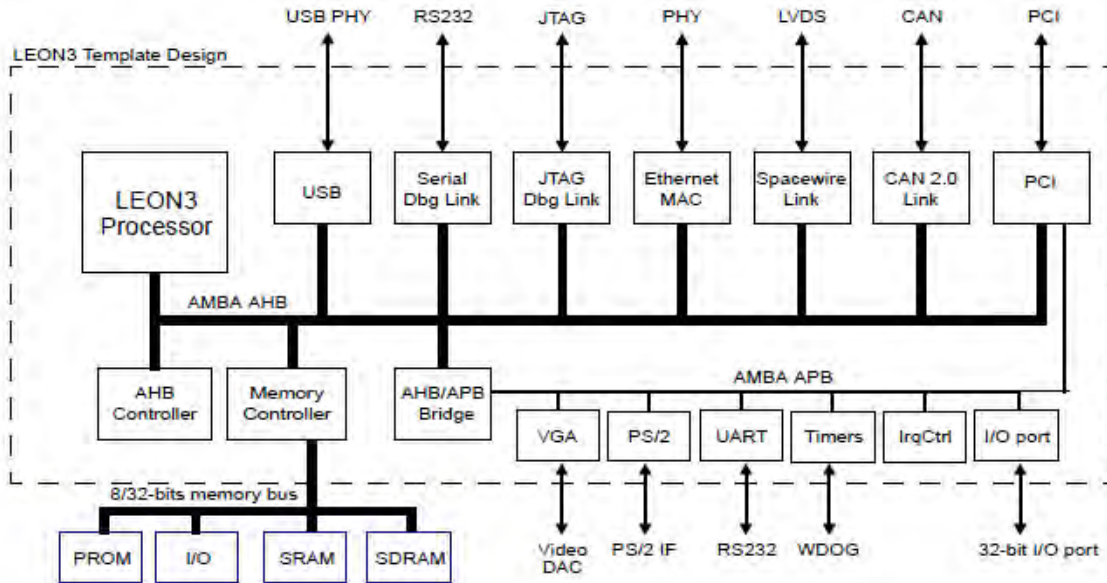 USB PHY RS232 JTAG PHY LVDS CAN PCI
LEON3 Template Design
LEON3
Processor
USB
Serial
Dbg Link
JTAG
Dbg Link
Ethernet
MAC
Spacewire
Link
CAN 2.0
Link
PCI
AMBA AHB
AHB
Controller
Memory
Controller
AHB/APB
Bridge
AMBA APB
VGA
PS/2
UART
Timers
IrqCtrl
I/O port
8/32-bits memory bus
PROM
I/O
SRAM
SDRAM
Video
DAC
PS/2 IF
RS232
WDOG
32-bit I/O port